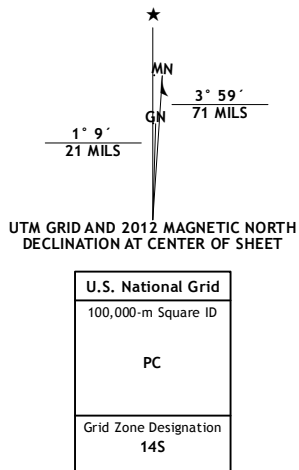 ★
MN
3° 59´
71 MILS
GN
1° 9´
21 MILS
UTM GRID AND 2012 MAGNETIC NORTH
DECLINATION AT CENTER OF SHEET
U.S. National Grid
100,000-m Square ID
PC
Grid Zone Designation
14S